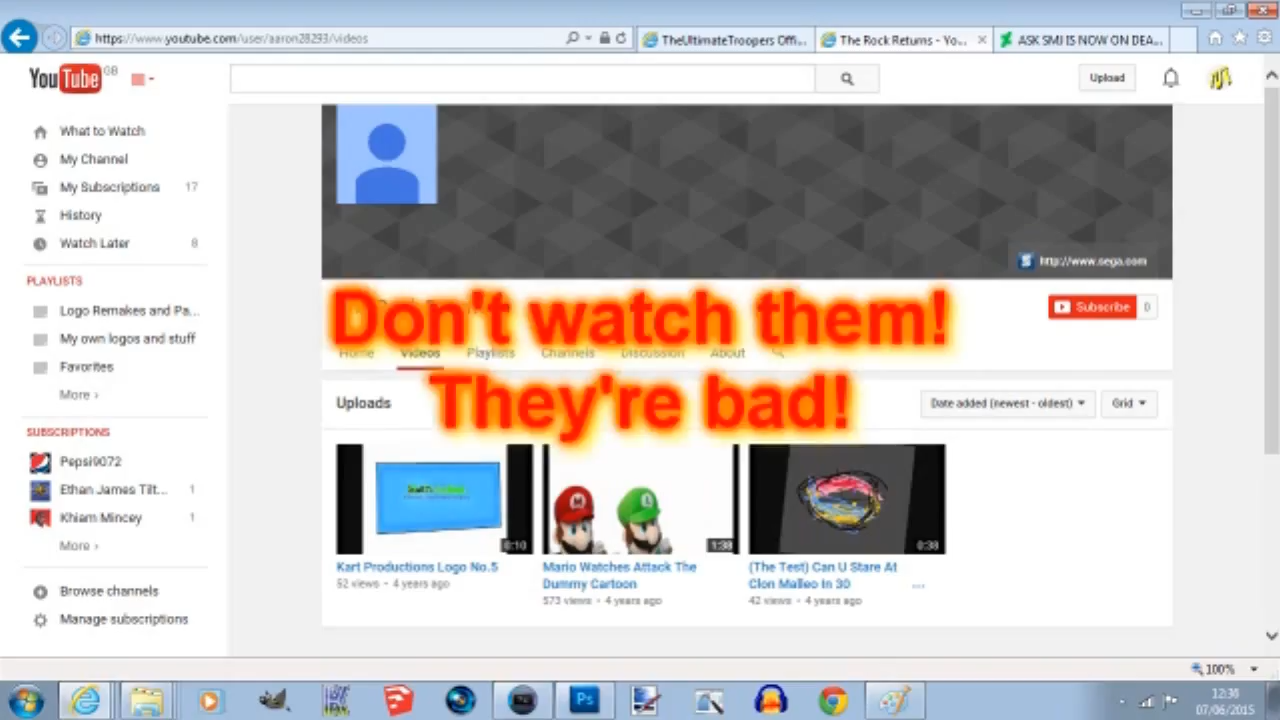 https://www.youtube.com/user/aaron28293/videos
TheUltimateTroopers Offi...
The Rock Returns - Yo...
ASK SMJ IS NOW ON DEA...
YouTube GB
Upload
What to Watch
My Channel
My Subscriptions 17
History
Watch Later 8
PLAYLISTS
Logo Remakes and Pa...
My own logos and stuff
Favorites
More ›
SUBSCRIPTIONS
Pepsi9072
Ethan James Tilt... 1
Khiam Mincey 1
More ›
Browse channels
Manage subscriptions
http://www.sega.com
Subscribe 0
Don't watch them!
They're bad!
Home Videos Playlists Channels Discussion About
Uploads
Date added (newest - oldest)
Grid
0:10
1:38
0:38
Kart Productions Logo No.5
52 views • 4 years ago
Mario Watches Attack The
Dummy Cartoon
573 views • 4 years ago
(The Test) Can U Stare At
Clon Malleo In 30
...
42 views • 4 years ago
100%
Ps
12:38
07/06/2015